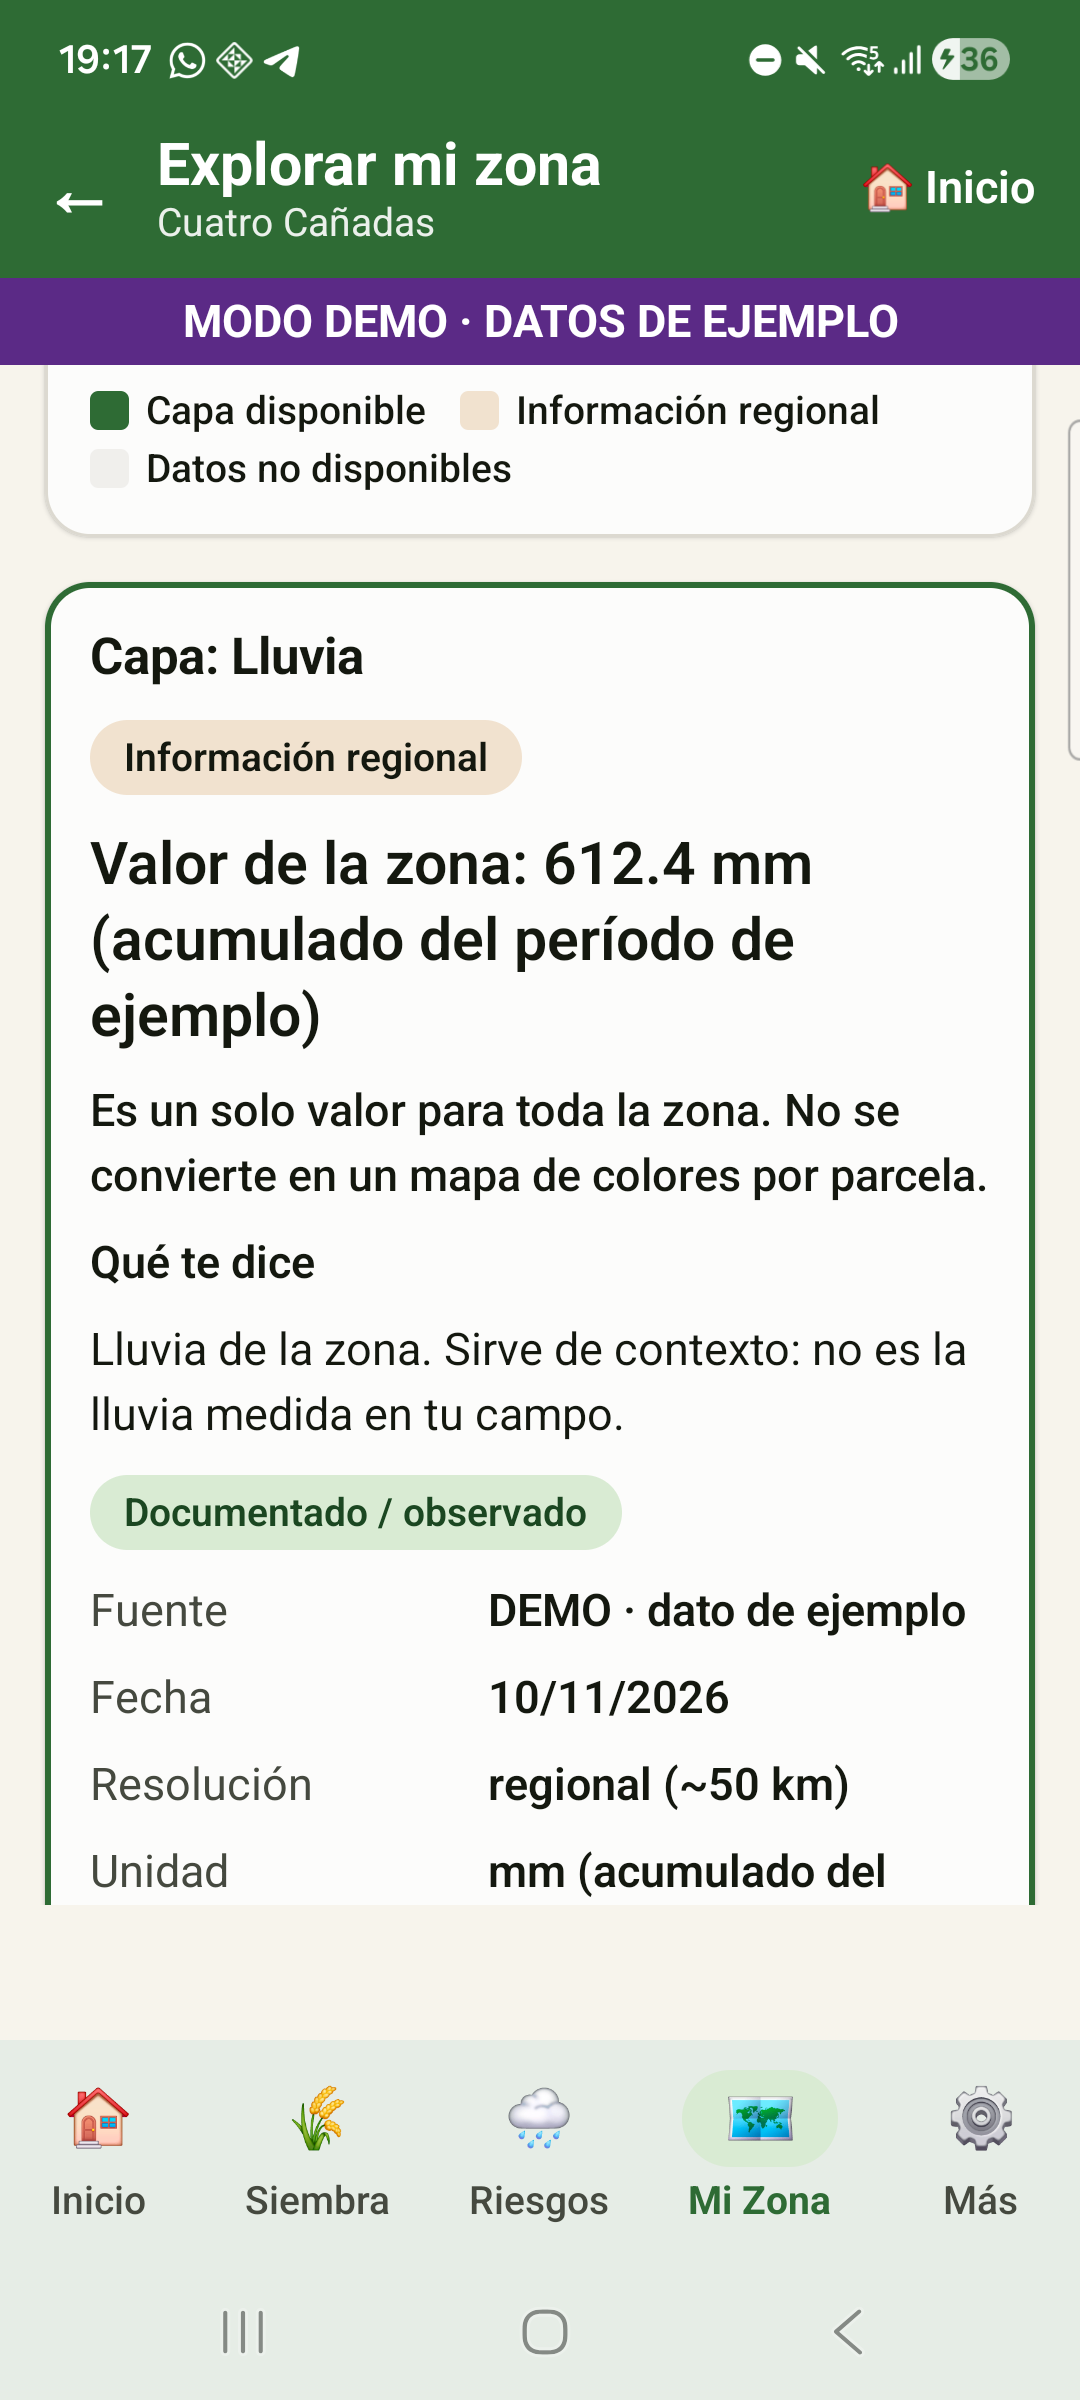 19:17
5
36
Explorar mi zona
Cuatro Cañadas
←
🏠 Inicio
MODO DEMO · DATOS DE EJEMPLO
Capa disponible
Información regional
Datos no disponibles
Capa: Lluvia
Información regional
Valor de la zona: 612.4 mm
(acumulado del período de
ejemplo)
Es un solo valor para toda la zona. No se
convierte en un mapa de colores por parcela.
Qué te dice
Lluvia de la zona. Sirve de contexto: no es la
lluvia medida en tu campo.
Documentado / observado
Fuente DEMO · dato de ejemplo
Fecha 10/11/2026
Resolución regional (~50 km)
Unidad mm (acumulado del
Inicio
Siembra
Riesgos
Mi Zona
Más